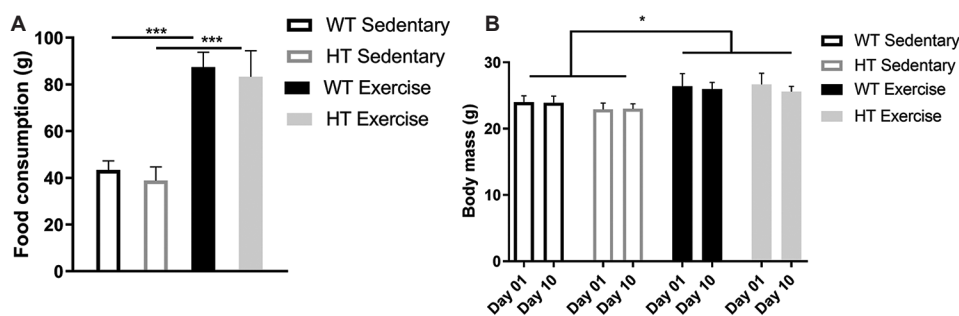 A
Food consumption (g)
100
80
60
40
20
0
***
***
WT Sedentary
HT Sedentary
WT Exercise
HT Exercise
B
Body mass (g)
30
20
10
0
*
Day 01
Day 10
Day 01
Day 10
Day 01
Day 10
Day 01
Day 10
WT Sedentary
HT Sedentary
WT Exercise
HT Exercise